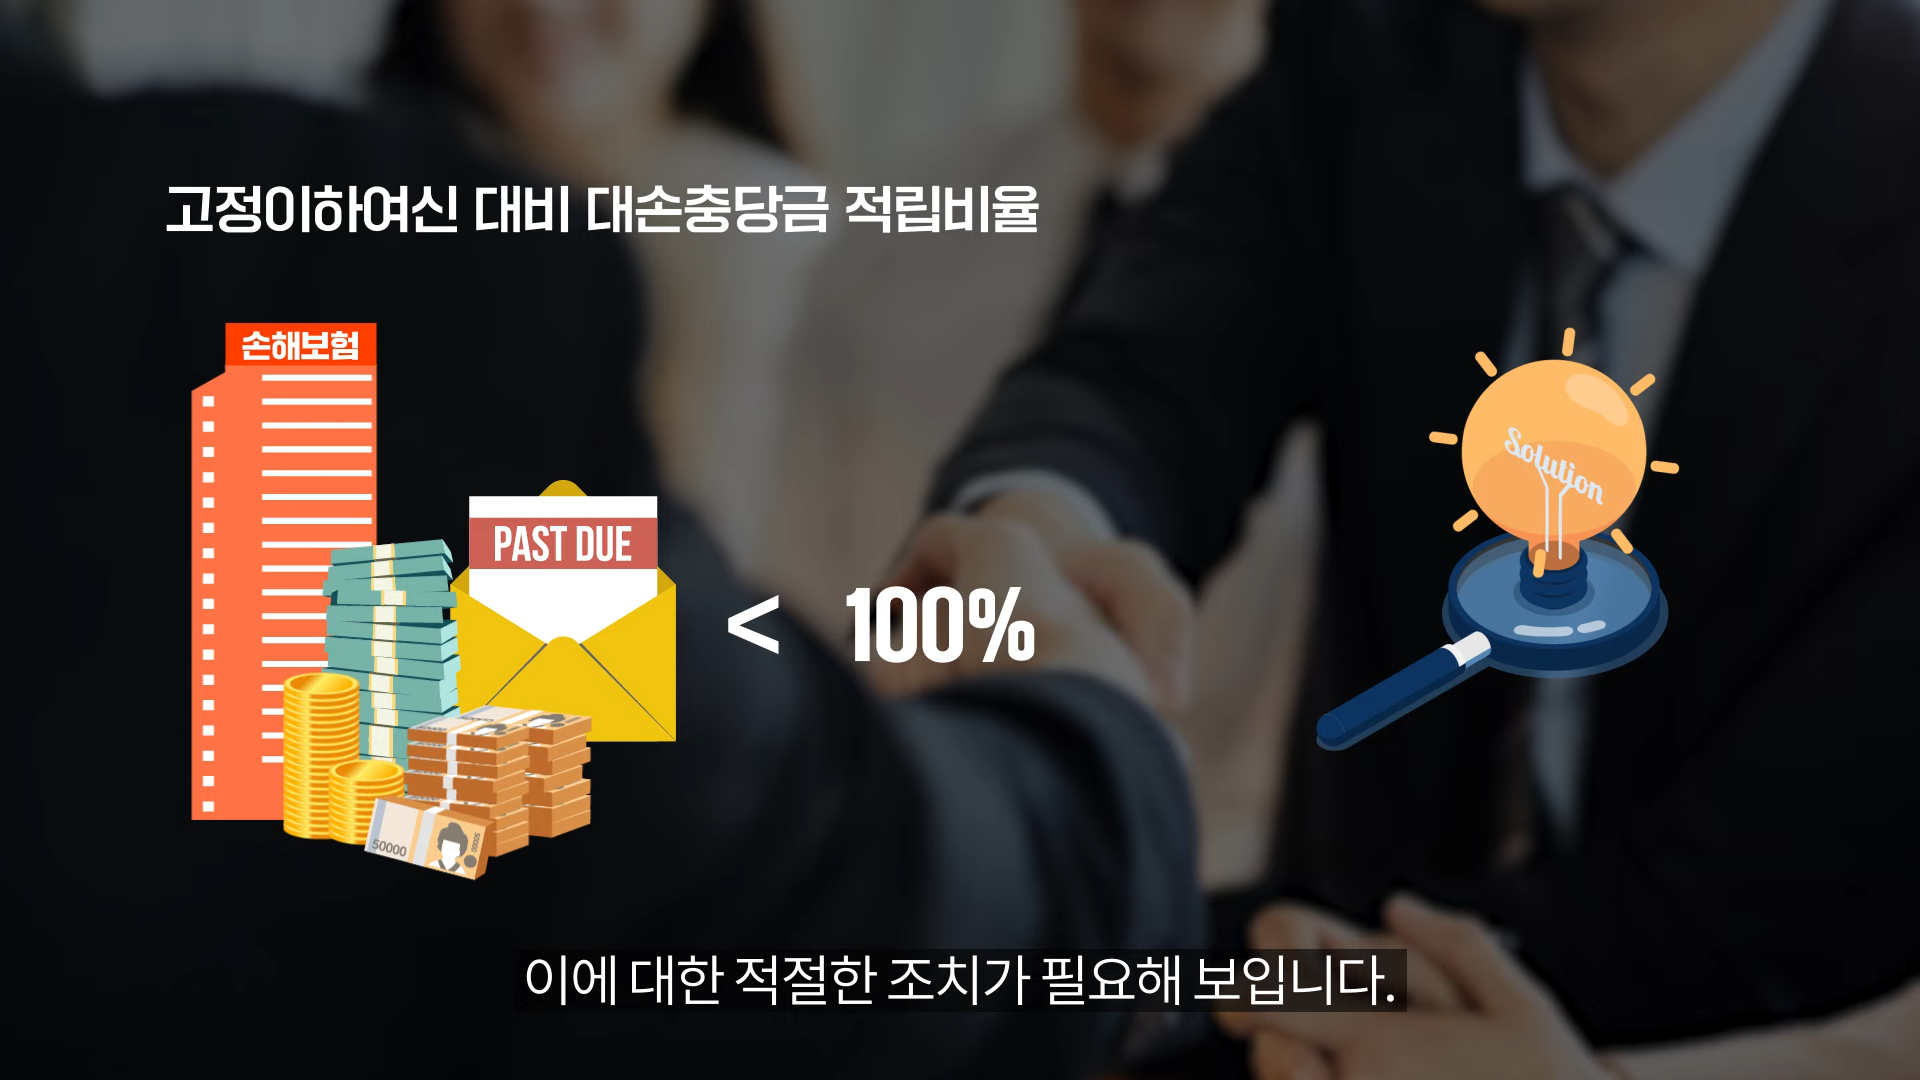 고정이하여신 대비 대손충당금 적립비율
손해보험
PAST DUE
< 100%
Solution
50000
50000
이에 대한 적절한 조치가 필요해 보입니다.